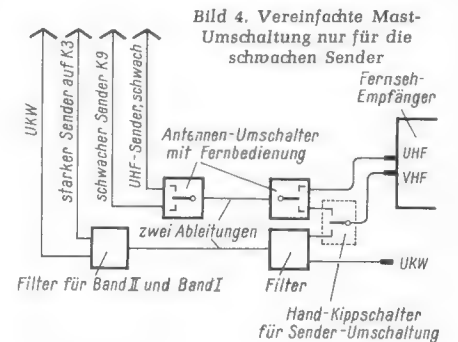 Bild 4. Vereinfachte Mast-
Umschaltung nur für die
schwachen Sender
UKW
starker Sender auf K3
schwacher Sender K9
UHF-Sender, schwach
Fernseh-
Empfänger
Antennen-Umschalter
mit Fernbedienung
UHF
VHF
zwei Ableitungen
UKW
Filter für Band II und Band I
Filter
Hand-Kippschalter
für Sender-Umschaltung